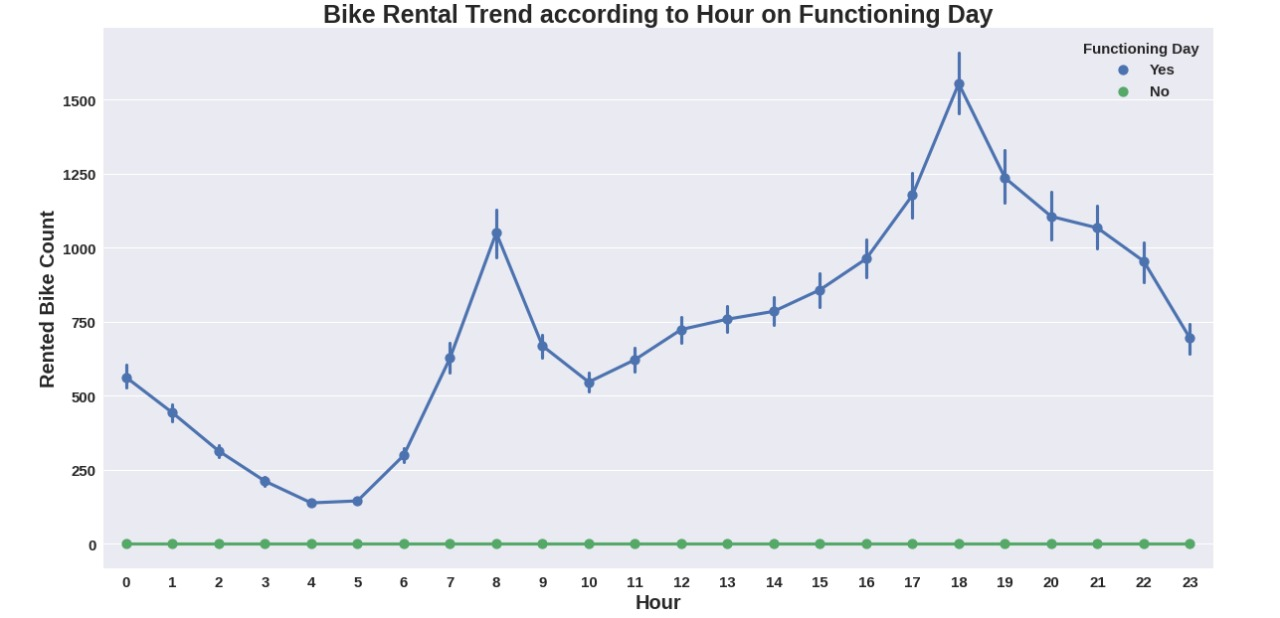 Bike Rental Trend according to Hour on Functioning Day
Functioning Day
Yes
No
1500
1250
1000
750
500
250
0
Rented Bike Count
0 1 2 3 4 5 6 7 8 9 10 11 12 13 14 15 16 17 18 19 20 21 22 23
Hour